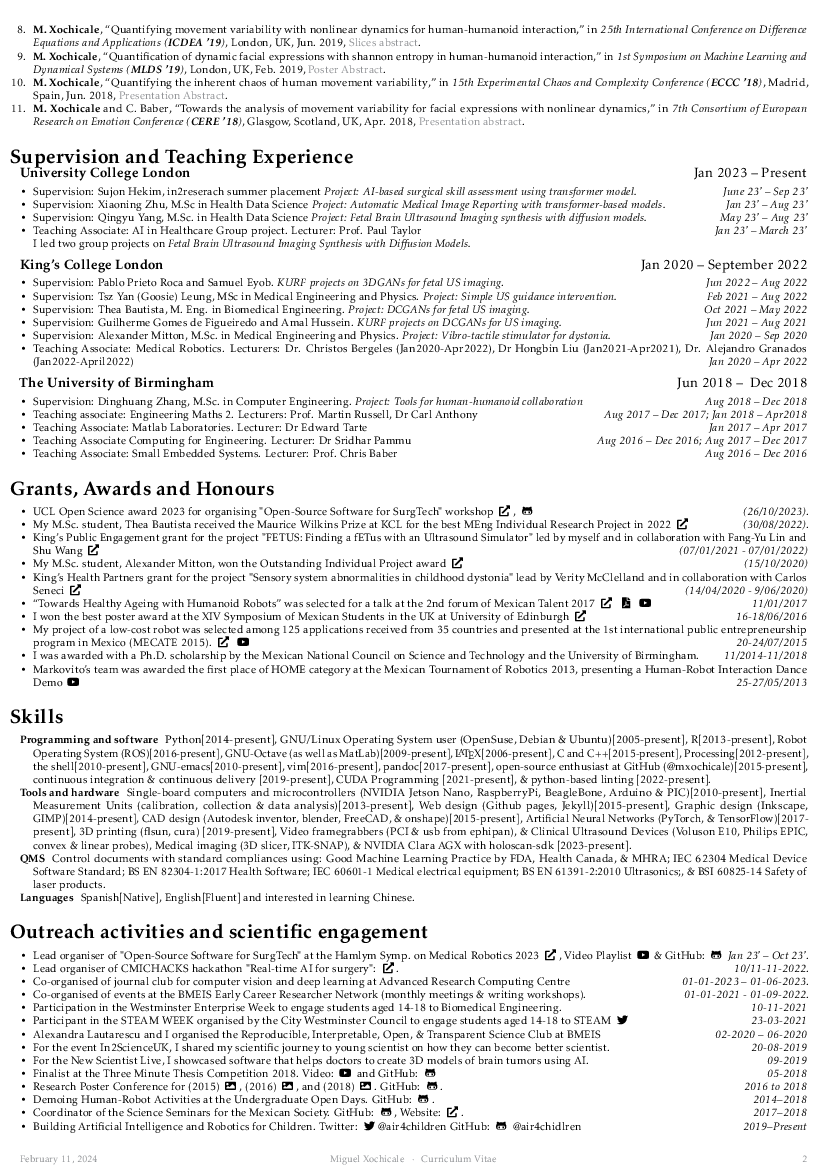 8. M. Xochicale, “Quantifying movement variability with nonlinear dynamics for human-humanoid interaction,” in 25th International Conference on Difference
Equations and Applications (ICDEA ’19), London, UK, Jun. 2019, Slices abstract.
9. M. Xochicale, “Quantification of dynamic facial expressions with shannon entropy in human-humanoid interaction,” in 1st Symposium on Machine Learning and
Dynamical Systems (MLDS ’19), London, UK, Feb. 2019, Poster Abstract.
10. M. Xochicale, “Quantifying the inherent chaos of human movement variability,” in 15th Experimental Chaos and Complexity Conference (ECCC ’18), Madrid,
Spain, Jun. 2018, Presentation Abstract.
11. M. Xochicale and C. Baber, “Towards the analysis of movement variability for facial expressions with nonlinear dynamics,” in 7th Consortium of European
Research on Emotion Conference (CERE ’18), Glasgow, Scotland, UK, Apr. 2018, Presentation abstract.
Supervision and Teaching Experience
University College London Jan 2023 – Present
• Supervision: Sujon Hekim, in2reserach summer placement Project: AI-based surgical skill assessment using transformer model. June 23’ – Sep 23’
• Supervision: Xiaoning Zhu, M.Sc in Health Data Science Project: Automatic Medical Image Reporting with transformer-based models. Jan 23’ – Aug 23’
• Supervision: Qingyu Yang, M.Sc. in Health Data Science Project: Fetal Brain Ultrasound Imaging synthesis with diffusion models. May 23’ – Aug 23’
• Teaching Associate: AI in Healthcare Group project. Lecturer: Prof. Paul Taylor Jan 23’ – March 23’
I led two group projects on Fetal Brain Ultrasound Imaging Synthesis with Diffusion Models.
King’s College London Jan 2020 – September 2022
• Supervision: Pablo Prieto Roca and Samuel Eyob. KURF projects on 3DGANs for fetal US imaging. Jun 2022 – Aug 2022
• Supervision: Tsz Yan (Goosie) Leung, MSc in Medical Engineering and Physics. Project: Simple US guidance intervention. Feb 2021 – Aug 2022
• Supervision: Thea Bautista, M. Eng. in Biomedical Engineering. Project: DCGANs for fetal US imaging. Oct 2021 – May 2022
• Supervision: Guilherme Gomes de Figueiredo and Amal Hussein. KURF projects on DCGANs for US imaging. Jun 2021 – Aug 2021
• Supervision: Alexander Mitton, M.Sc. in Medical Engineering and Physics. Project: Vibro-tactile stimulator for dystonia. Jan 2020 – Sep 2020
• Teaching Associate: Medical Robotics. Lecturers: Dr. Christos Bergeles (Jan2020-Apr2022), Dr Hongbin Liu (Jan2021-Apr1021), Dr. Alejandro Granados
(Jan2022-April2022) Jan 2020 – Apr 2022
The University of Birmingham Jun 2018 – Dec 2018
• Supervision: Dinghuang Zhang, M.Sc. in Computer Engineering. Project: Tools for human-humanoid collaboration Aug 2018 – Dec 2018
• Teaching associate: Engineering Maths 2. Lecturers: Prof. Martin Russell, Dr Carl Anthony Aug 2017 – Dec 2017; Jan 2018 – Apr2018
• Teaching Associate: Matlab Laboratories. Lecturer: Dr Edward Tarte Jan 2017 – Apr 2017
• Teaching Associate Computing for Engineering. Lecturer: Dr Sridhar Pammu Aug 2016 – Dec 2016; Aug 2017 – Dec 2017
• Teaching Associate: Small Embedded Systems. Lecturer: Prof. Chris Baber Aug 2016 – Dec 2016
Grants, Awards and Honours
• UCL Open Science award 2023 for organising "Open-Source Software for SurgTech" workshop , (26/10/2023).
• My M.Sc. student, Thea Bautista received the Maurice Wilkins Prize at KCL for the best MEng Individual Research Project in 2022 (30/08/2022).
• King’s Public Engagement grant for the project "FETUS: Finding a fETus with an Ultrasound Simulator" led by myself and in collaboration with Fang-Yu Lin and
Shu Wang (07/01/2021 - 07/01/2022)
• My M.Sc. student, Alexander Mitton, won the Outstanding Individual Project award (15/10/2020)
• King’s Health Partners grant for the project "Sensory system abnormalities in childhood dystonia" lead by Verity McClelland and in collaboration with Carlos
Seneci (14/04/2020 - 9/06/2020)
• “Towards Healthy Ageing with Humanoid Robots” was selected for a talk at the 2nd forum of Mexican Talent 2017 11/01/2017
• I won the best poster award at the XIV Symposium of Mexican Students in the UK at University of Edinburgh 16-18/06/2016
• My project of a low-cost robot was selected among 125 applications received from 35 countries and presented at the 1st international public entrepreneurship
program in Mexico (MECATE 2015). 20-24/07/2015
• I was awarded with a Ph.D. scholarship by the Mexican National Council on Science and Technology and the University of Birmingham. 11/2014-11/2018
• Markovito’s team was awarded the first place of HOME category at the Mexican Tournament of Robotics 2013, presenting a Human-Robot Interaction Dance
Demo 25-27/05/2013
Skills
Programming and software Python[2014-present], GNU/Linux Operating System user (OpenSuse, Debian & Ubuntu)[2005-present], R[2013-present], Robot
Operating System (ROS)[2016-present], GNU-Octave (as well as MatLab)[2009-present], LATEX[2006-present], C and C++[2015-present], Processing[2012-present],
the shell[2010-present], GNU-emacs[2010-present], vim[2016-present], pandoc[2017-present], open-source enthusiast at GitHub (@mxochicale)[2015-present],
continuous integration & continuous delivery [2019-present], CUDA Programming [2021-present], & python-based linting [2022-present].
Tools and hardware Single-board computers and microcontrollers (NVIDIA Jetson Nano, RaspberryPi, BeagleBone, Arduino & PIC)[2010-present], Inertial
Measurement Units (calibration, collection & data analysis)[2013-present], Web design (Github pages, Jekyll)[2015-present], Graphic design (Inkscape,
GIMP)[2014-present], CAD design (Autodesk inventor, blender, FreeCAD, & onshape)[2015-present], Artificial Neural Networks (PyTorch, & TensorFlow)[2017-
present], 3D printing (flsun, cura) [2019-present], Video framegrabbers (PCI & usb from ephipan), & Clinical Ultrasound Devices (Voluson E10, Philips EPIC,
convex & linear probes), Medical imaging (3D slicer, ITK-SNAP), & NVIDIA Clara AGX with holoscan-sdk [2023-present].
QMS Control documents with standard compliances using: Good Machine Learning Practice by FDA, Health Canada, & MHRA; IEC 62304 Medical Device
Software Standard; BS EN 82304-1:2017 Health Software; IEC 60601-1 Medical electrical equipment; BS EN 61391-2:2010 Ultrasonics;, & BSI 60825-14 Safety of
laser products.
Languages Spanish[Native], English[Fluent] and interested in learning Chinese.
Outreach activities and scientific engagement
• Lead organiser of "Open-Source Software for SurgTech" at the Hamlym Symp. on Medical Robotics 2023 , Video Playlist & GitHub: Jan 23’ – Oct 23’.
• Lead organiser of CMICHACKS hackathon "Real-time AI for surgery": . 10/11-11-2022.
• Co-organised of journal club for computer vision and deep learning at Advanced Research Computing Centre 01-01-2023 – 01-06-2023.
• Co-organised of events at the BMEIS Early Career Researcher Network (monthly meetings & writing workshops). 01-01-2021 - 01-09-2022.
• Participation in the Westminster Enterprise Week to engage students aged 14-18 to Biomedical Engineering. 10-11-2021
• Participant in the STEAM WEEK organised by the City Westminster Council to engage students aged 14-18 to STEAM 23-03-2021
• Alexandra Lautarescu and I organised the Reproducible, Interpretable, Open, & Transparent Science Club at BMEIS 02-2020 – 06-2020
• For the event In2ScienceUK, I shared my scientific journey to young scientist on how they can become better scientist. 20-08-2019
• For the New Scientist Live, I showcased software that helps doctors to create 3D models of brain tumors using AI. 09-2019
• Finalist at the Three Minute Thesis Competition 2018. Video: and GitHub: 05-2018
• Research Poster Conference for (2015) , (2016) , and (2018) . GitHub: . 2016 to 2018
• Demoing Human-Robot Activities at the Undergraduate Open Days. GitHub: . 2014–2018
• Coordinator of the Science Seminars for the Mexican Society. GitHub: , Website: . 2017–2018
• Building Artificial Intelligence and Robotics for Children. Twitter: @air4children GitHub: @air4chidlren 2019–Present
February 11, 2024 Miguel Xochicale · Curriculum Vitae 2